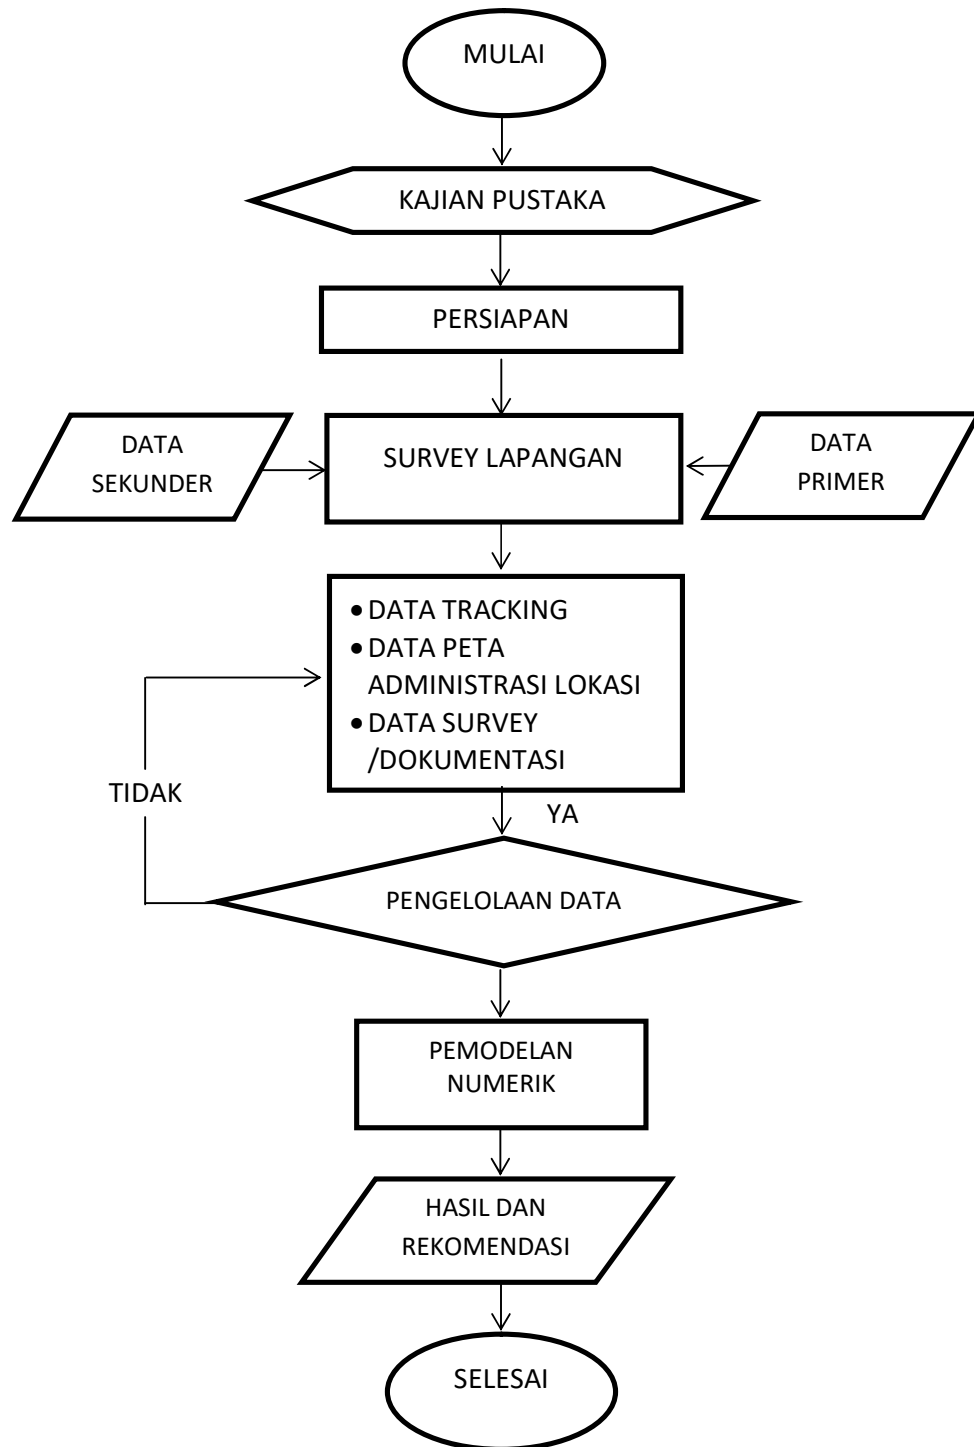 MULAI
KAJIAN PUSTAKA
PERSIAPAN
DATA
SEKUNDER
SURVEY LAPANGAN
DATA
PRIMER
•DATA TRACKING
•DATA PETA
ADMINISTRASI LOKASI
•DATA SURVEY
/DOKUMENTASI
TIDAK
YA
PENGELOLAAN DATA
PEMODELAN
NUMERIK
HASIL DAN
REKOMENDASI
SELESAI